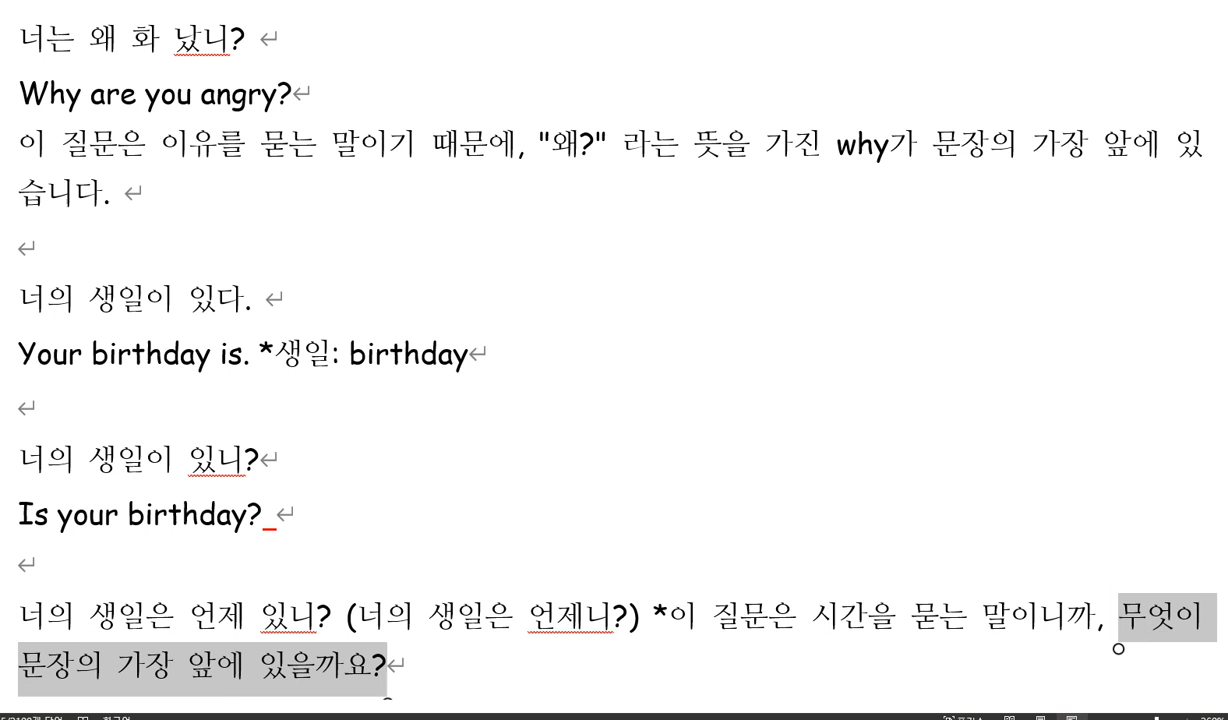 너는 왜 화 났니?
Why are you angry?
이 질문은 이유를 묻는 말이기 때문에, "왜?" 라는 뜻을 가진 why가 문장의 가장 앞에 있
습니다.
너의 생일이 있다.
Your birthday is. *생일: birthday
너의 생일이 있니?
Is your birthday?
너의 생일은 언제 있니? (너의 생일은 언제니?) *이 질문은 시간을 묻는 말이니까, 무엇이
문장의 가장 앞에 있을까요?